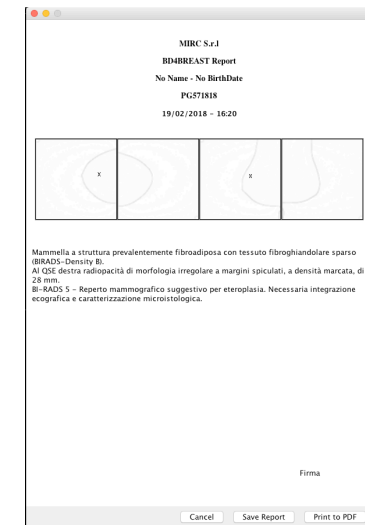 MIRC S.r.l
BD4BREAST Report
No Name - No BirthDate
PG571818
19/02/2018 - 16:20
x
x
Mammella a struttura prevalentemente fibroadiposa con tessuto fibroghiandolare sparso
(BIRADS-Density B).
Al QSE destra radiopacità di morfologia irregolare a margini spiculati, a densità marcata, di
28 mm.
BI-RADS 5 - Reperto mammografico suggestivo per eteroplasia. Necessaria integrazione
ecografica e caratterizzazione microistologica.
Firma
Cancel Save Report Print to PDF